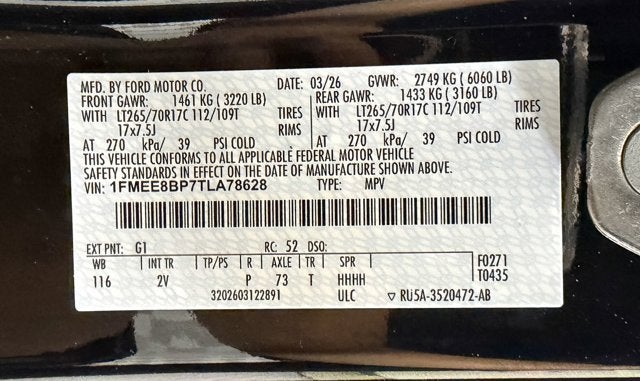 MFD. BY FORD MOTOR CO. DATE: 03/26 GVWR: 2749 KG ( 6060 LB)
FRONT GAWR: 1461 KG ( 3220 LB) REAR GAWR: 1433 KG ( 3160 LB)
WITH LT265/70R17C 112/109T TIRES WITH LT265/70R17C 112/109T TIRES
17x7.5J RIMS 17x7.5J RIMS
AT 270 kPa/ 39 PSI COLD AT 270 kPa/ 39 PSI COLD
THIS VEHICLE CONFORMS TO ALL APPLICABLE FEDERAL MOTOR VEHICLE
SAFETY STANDARDS IN EFFECT ON THE DATE OF MANUFACTURE SHOWN ABOVE.
VIN: 1FMEE8BP7TLA78628 TYPE: MPV
EXT PNT: G1 RC: 52 DSO:
WB INT TR TP/PS R AXLE TR SPR F0271
116 2V P 73 T HHHH T0435
3202603122891 ULC ▽ RU5A-3520472-AB